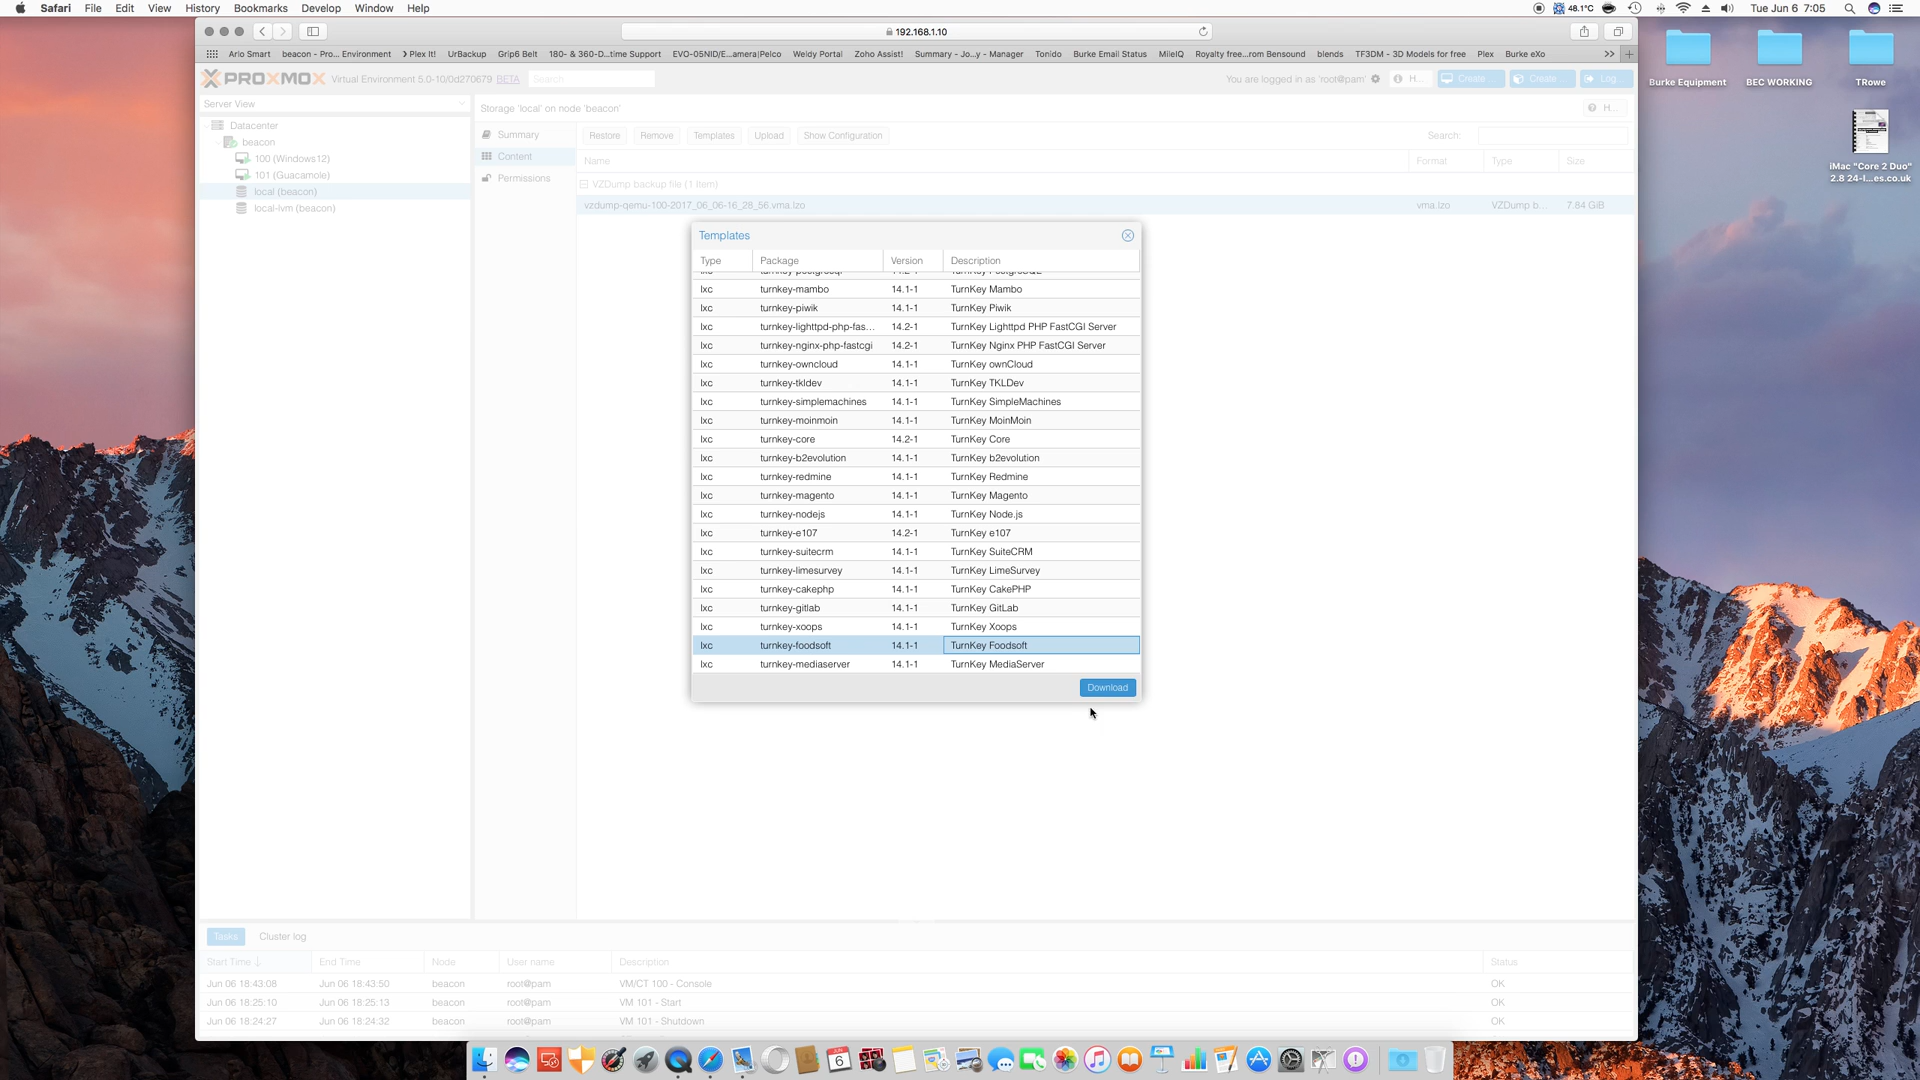 Safari File Edit View History Bookmarks Develop Window Help 48.1°C Tue Jun 6 7:05
192.168.1.10
Arlo Smart beacon - Pro... Environment > Plex It! UrBackup Grip6 Belt 180- & 360-D...time Support EVO-05NID/E...amera|Pelco Weldy Portal Zoho Assist! Summary - Jo...y - Manager Tonido Burke Email Status MileIQ Royalty free...rom Bensound blends TF3DM - 3D Models for free Plex Burke eXo >> +
PROXMOX Virtual Environment 5.0-10/0d270679 BETA Search You are logged in as 'root@pam' H... Create ... Create ... Log...
Server View
Storage 'local' on node 'beacon' H...
Datacenter
beacon
100 (Windows12)
101 (Guacamole)
local (beacon)
local-lvm (beacon)
Summary
Content
Permissions
Restore Remove Templates Upload Show Configuration Search:
Name Format Type Size
VZDump backup file (1 Item)
vzdump-qemu-100-2017_06_06-16_28_56.vma.lzo vma.lzo VZDump b... 7.84 GiB
Templates
Type Package Version Description
lxc turnkey-postgresql 14.2-1 TurnKey PostgreSQL
lxc turnkey-mambo 14.1-1 TurnKey Mambo
lxc turnkey-piwik 14.1-1 TurnKey Piwik
lxc turnkey-lighttpd-php-fas... 14.2-1 TurnKey Lighttpd PHP FastCGI Server
lxc turnkey-nginx-php-fastcgi 14.2-1 TurnKey Nginx PHP FastCGI Server
lxc turnkey-owncloud 14.1-1 TurnKey ownCloud
lxc turnkey-tkldev 14.1-1 TurnKey TKLDev
lxc turnkey-simplemachines 14.1-1 TurnKey SimpleMachines
lxc turnkey-moinmoin 14.1-1 TurnKey MoinMoin
lxc turnkey-core 14.2-1 TurnKey Core
lxc turnkey-b2evolution 14.1-1 TurnKey b2evolution
lxc turnkey-redmine 14.1-1 TurnKey Redmine
lxc turnkey-magento 14.1-1 TurnKey Magento
lxc turnkey-nodejs 14.1-1 TurnKey Node.js
lxc turnkey-e107 14.2-1 TurnKey e107
lxc turnkey-suitecrm 14.1-1 TurnKey SuiteCRM
lxc turnkey-limesurvey 14.1-1 TurnKey LimeSurvey
lxc turnkey-cakephp 14.1-1 TurnKey CakePHP
lxc turnkey-gitlab 14.1-1 TurnKey GitLab
lxc turnkey-xoops 14.1-1 TurnKey Xoops
lxc turnkey-foodsoft 14.1-1 TurnKey Foodsoft
lxc turnkey-mediaserver 14.1-1 TurnKey MediaServer
Download
Tasks Cluster log
Start Time ↓ End Time Node User name Description Status
Jun 06 18:43:08 Jun 06 18:43:50 beacon root@pam VM/CT 100 - Console OK
Jun 06 18:25:10 Jun 06 18:25:13 beacon root@pam VM 101 - Start OK
Jun 06 18:24:27 Jun 06 18:24:32 beacon root@pam VM 101 - Shutdown OK
Burke Equipment BEC WORKING TRowe
iMac "Core 2 Duo"
2.8 24-I...es.co.uk
6